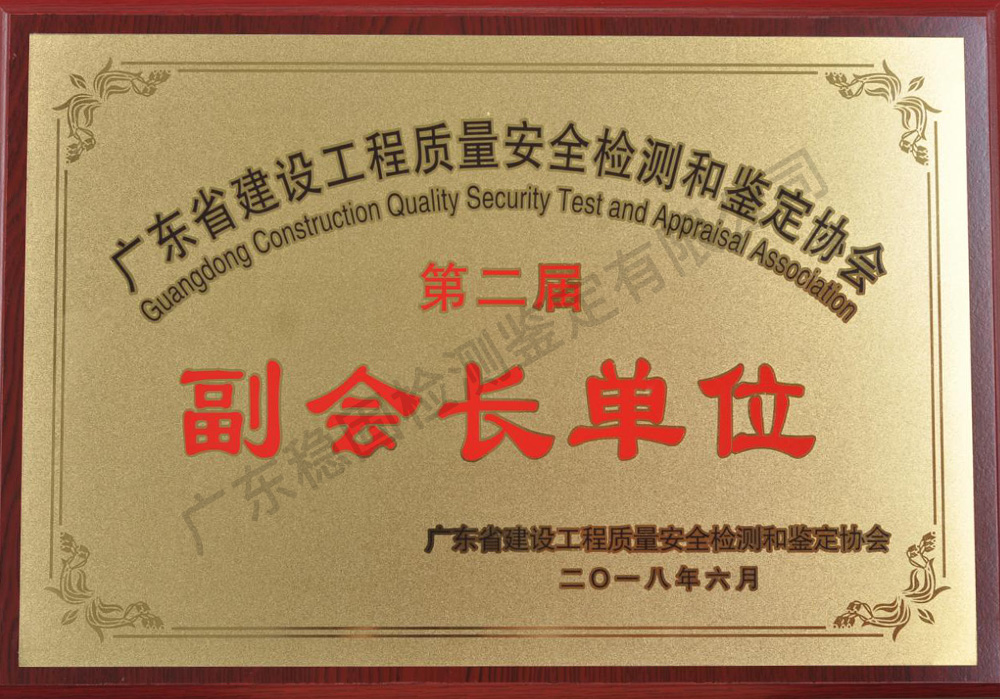 广东省建设工程质量安全检测和鉴定协会
Guangdong Construction Quality Security Test and Appraisal Association
第二届
副会长单位
广东省建设工程质量安全检测和鉴定协会
二〇一八年六月
广东稳固检测鉴定有限公司